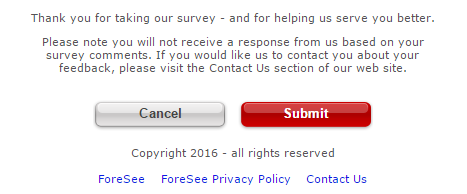 Thank you for taking our survey - and for helping us serve you better.
Please note you will not receive a response from us based on your
survey comments. If you would like us to contact you about your
feedback, please visit the Contact Us section of our web site.
Cancel Submit
Copyright 2016 - all rights reserved
ForeSee ForeSee Privacy Policy Contact Us